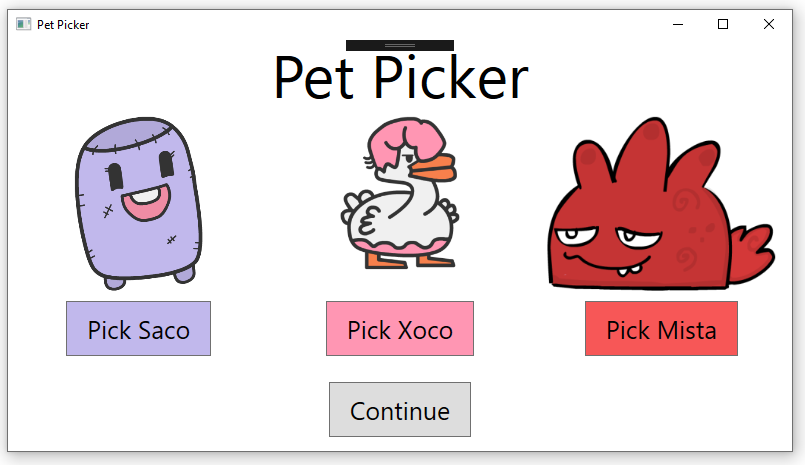 Pet Picker
Pet Picker
Pick Saco
Pick Xoco
Pick Mista
Continue